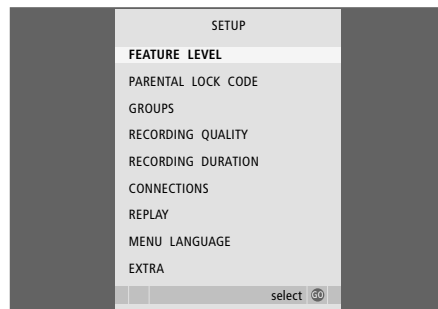 SETUP
FEATURE LEVEL
PARENTAL LOCK CODE
GROUPS
RECORDING QUALITY
RECORDING DURATION
CONNECTIONS
REPLAY
MENU LANGUAGE
EXTRA
select GO